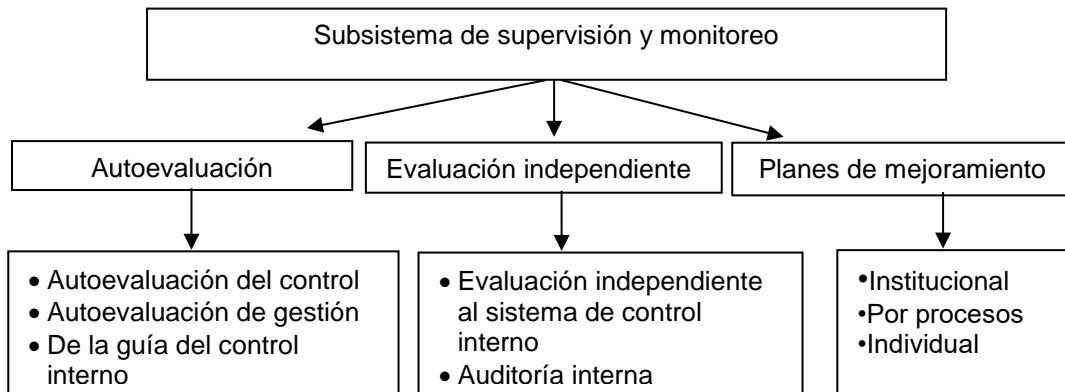 Subsistema de supervisión y monitoreo
Autoevaluación
Evaluación independiente
Planes de mejoramiento
• Autoevaluación del control
• Autoevaluación de gestión
• De la guía del control
interno
• Evaluación independiente
al sistema de control
interno
• Auditoría interna
•Institucional
•Por procesos
•Individual